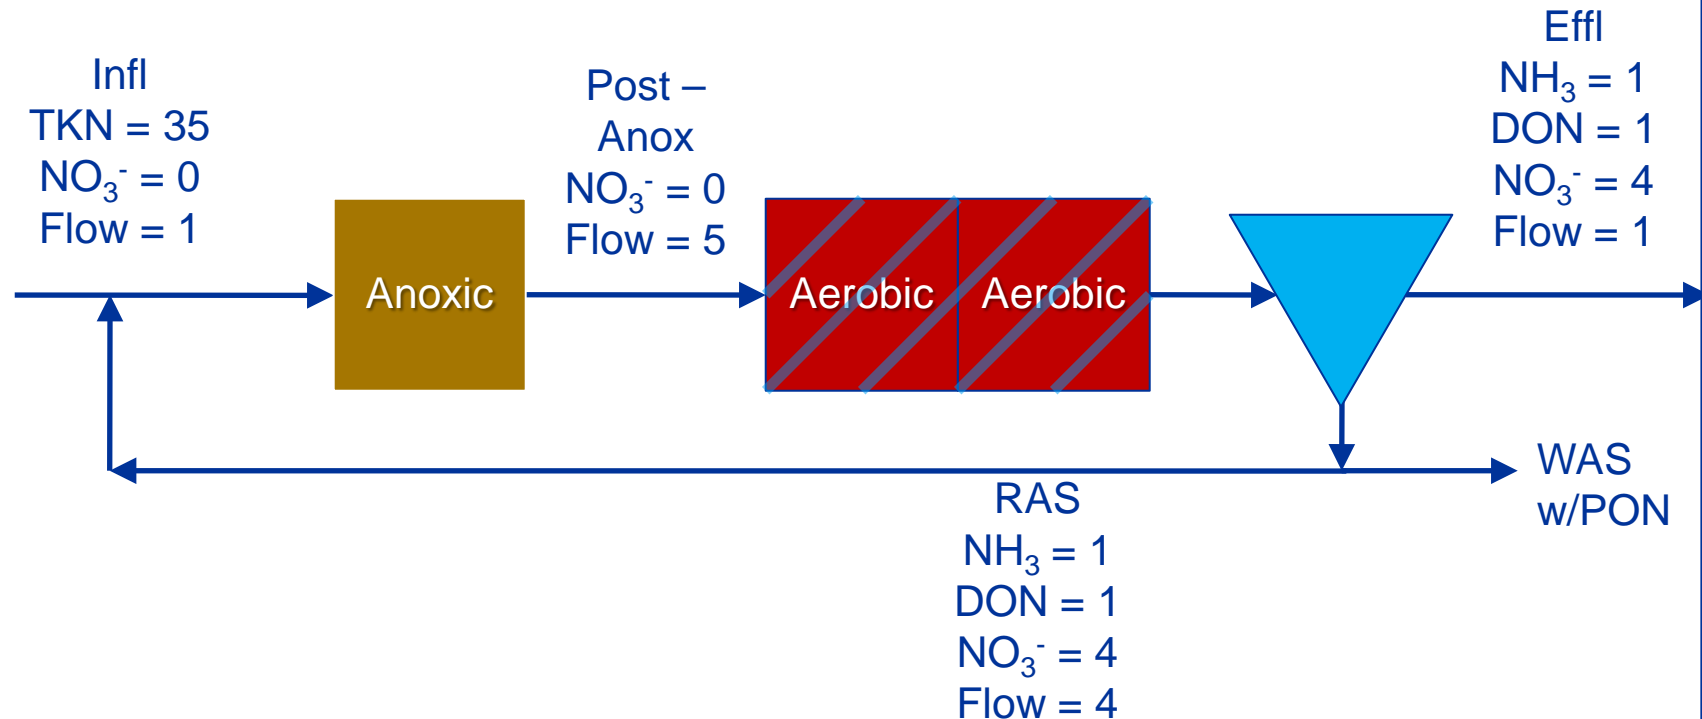 Infl
TKN = 35
NO₃⁻ = 0
Flow = 1
Post –
Anox
NO₃⁻ = 0
Flow = 5
Effl
NH₃ = 1
DON = 1
NO₃⁻ = 4
Flow = 1
Anoxic
Aerobic
Aerobic
WAS
w/PON
RAS
NH₃ = 1
DON = 1
NO₃⁻ = 4
Flow = 4